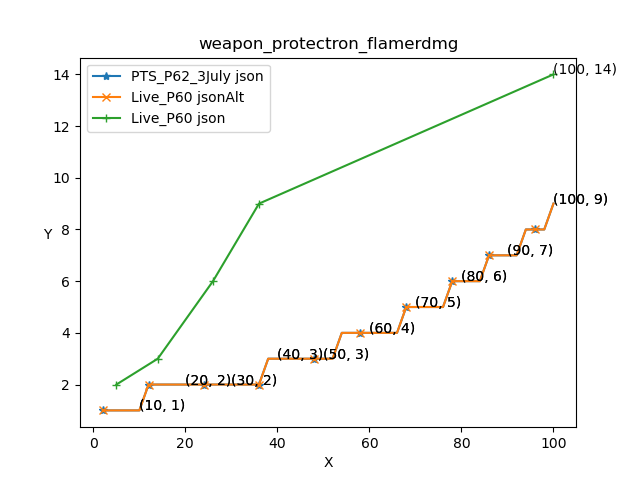 weapon_protectron_flamerdmg
PTS_P62_3July json
Live_P60 jsonAlt
Live_P60 json
(100, 14)
(100, 9)
(90, 7)
(80, 6)
(70, 5)
(60, 4)
(40, 3)(50, 3)
(20, 2)(30, 2)
(10, 1)
14
12
10
8
6
4
2
Y
0 20 40 60 80 100
X